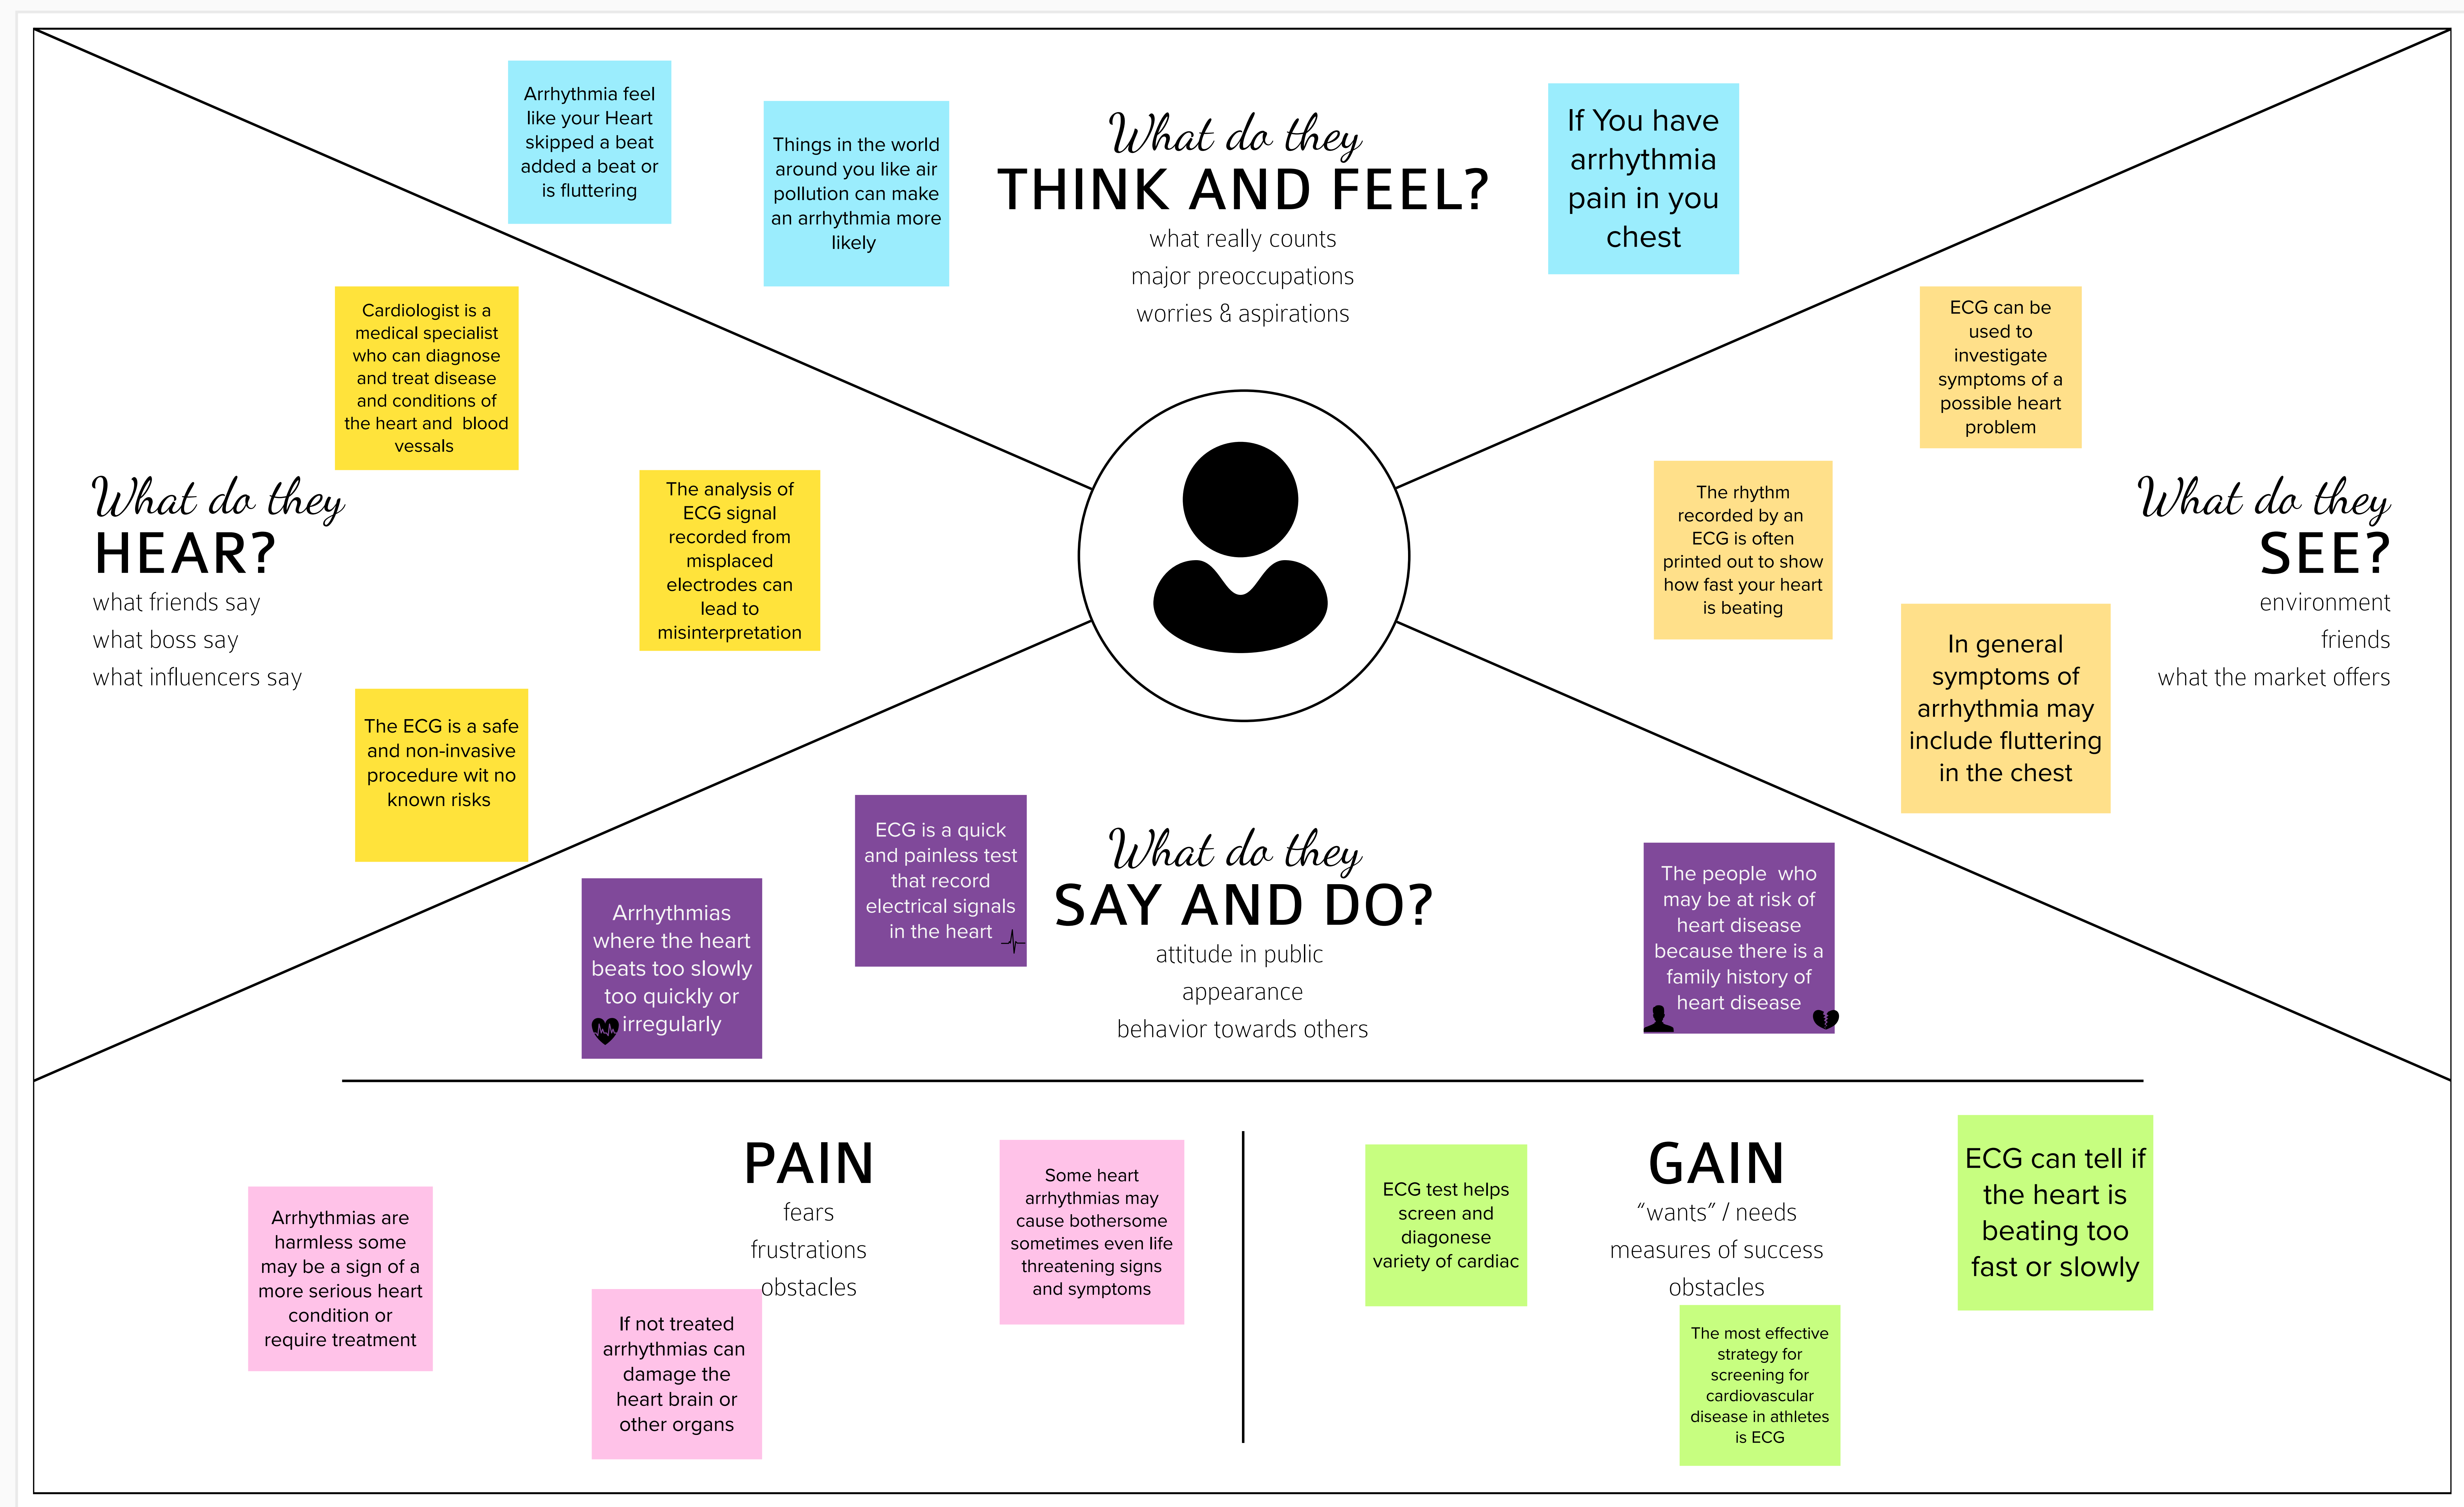 Arrhythmia feel
like your Heart
skipped a beat
added a beat or
is fluttering
Things in the world
around you like air
pollution can make
an arrhythmia more
likely
What do they
THINK AND FEEL?
what really counts
major preoccupations
worries & aspirations
If You have
arrhythmia
pain in you
chest
Cardiologist is a
medical specialist
who can diagnose
and treat disease
and conditions of
the heart and blood
vessals
What do they
HEAR?
what friends say
what boss say
what influencers say
The analysis of
ECG signal
recorded from
misplaced
electrodes can
lead to
misinterpretation
The ECG is a safe
and non-invasive
procedure wit no
known risks
ECG can be
used to
investigate
symptoms of a
possible heart
problem
The rhythm
recorded by an
ECG is often
printed out to show
how fast your heart
is beating
What do they
SEE?
environment
friends
what the market offers
In general
symptoms of
arrhythmia may
include fluttering
in the chest
Arrhythmias
where the heart
beats too slowly
too quickly or
irregularly
ECG is a quick
and painless test
that record
electrical signals
in the heart
What do they
SAY AND DO?
attitude in public
appearance
behavior towards others
The people who
may be at risk of
heart disease
because there is a
family history of
heart disease
PAIN
fears
frustrations
obstacles
Arrhythmias are
harmless some
may be a sign of a
more serious heart
condition or
require treatment
If not treated
arrhythmias can
damage the
heart brain or
other organs
Some heart
arrhythmias may
cause bothersome
sometimes even life
threatening signs
and symptoms
GAIN
“wants” / needs
measures of success
obstacles
ECG test helps
screen and
diagonese
variety of cardiac
The most effective
strategy for
screening for
cardiovascular
disease in athletes
is ECG
ECG can tell if
the heart is
beating too
fast or slowly